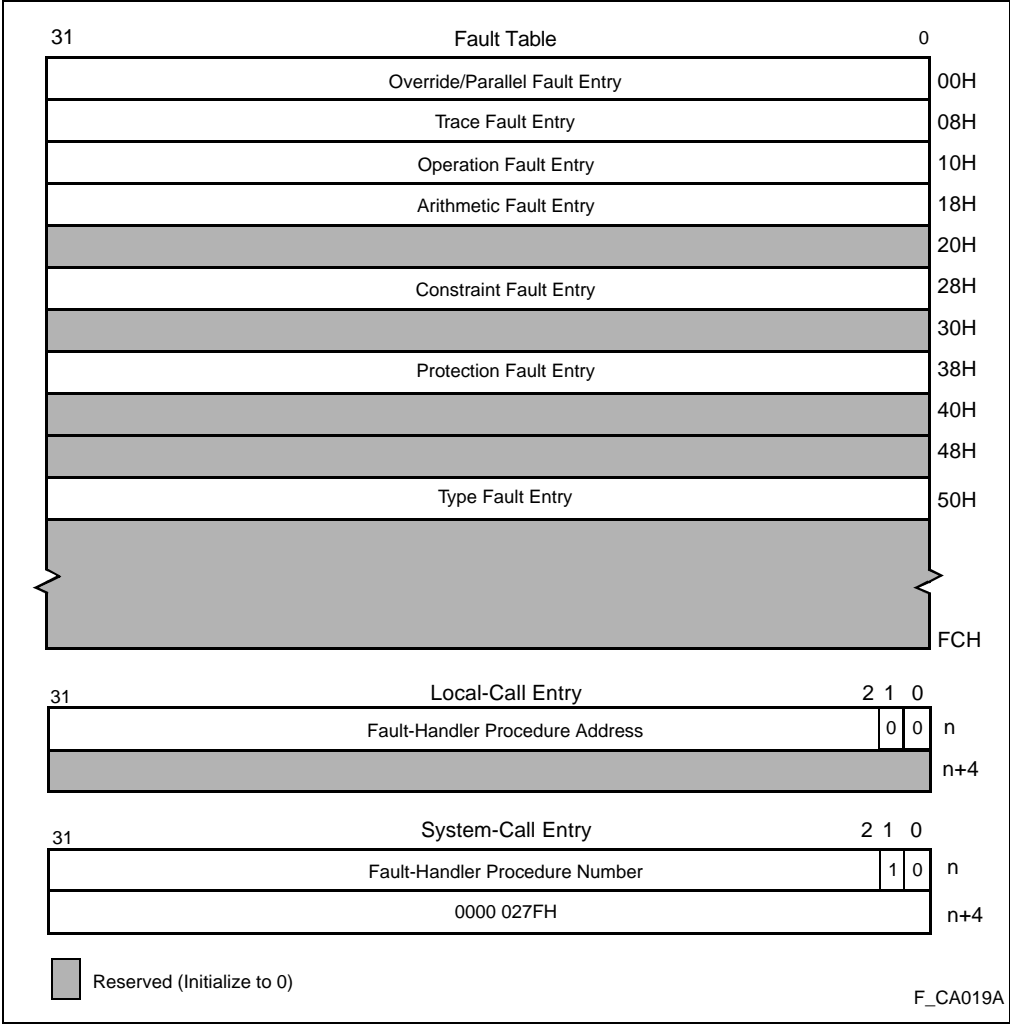 31 Fault Table 0
Override/Parallel Fault Entry 00H
Trace Fault Entry 08H
Operation Fault Entry 10H
Arithmetic Fault Entry 18H
20H
Constraint Fault Entry 28H
30H
Protection Fault Entry 38H
40H
48H
Type Fault Entry 50H
FCH
31 Local-Call Entry 2 1 0
Fault-Handler Procedure Address 0 0 n
n+4
31 System-Call Entry 2 1 0
Fault-Handler Procedure Number 1 0 n
0000 027FH n+4
Reserved (Initialize to 0)
F_CA019A